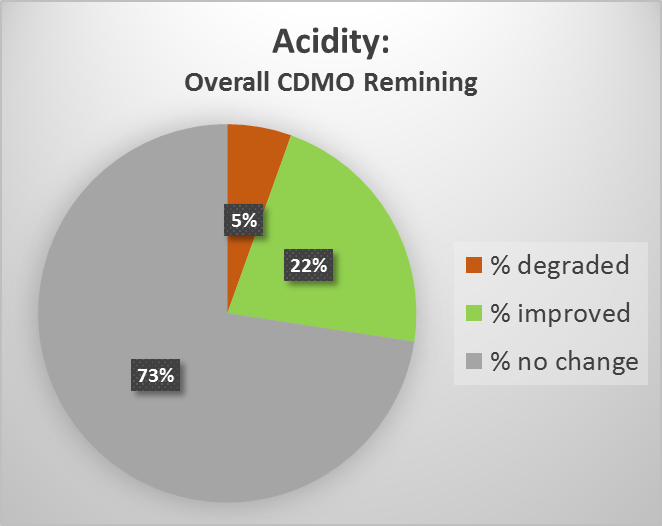 Acidity:
Overall CDMO Remining
5%
22%
73%
% degraded
% improved
% no change